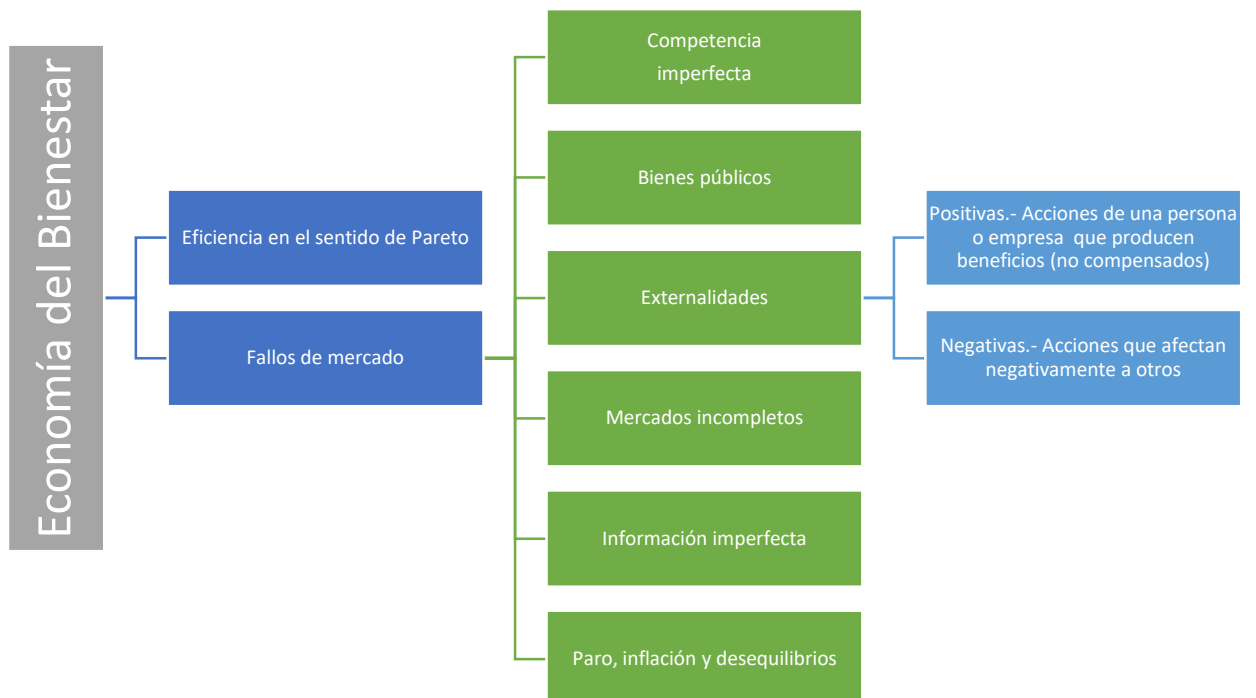 Economía del Bienestar
Eficiencia en el sentido de Pareto
Fallos de mercado
Competencia
imperfecta
Bienes públicos
Externalidades
Mercados incompletos
Información imperfecta
Paro, inflación y desequilibrios
Positivas.- Acciones de una persona
o empresa que producen
beneficios (no compensados)
Negativas.- Acciones que afectan
negativamente a otros